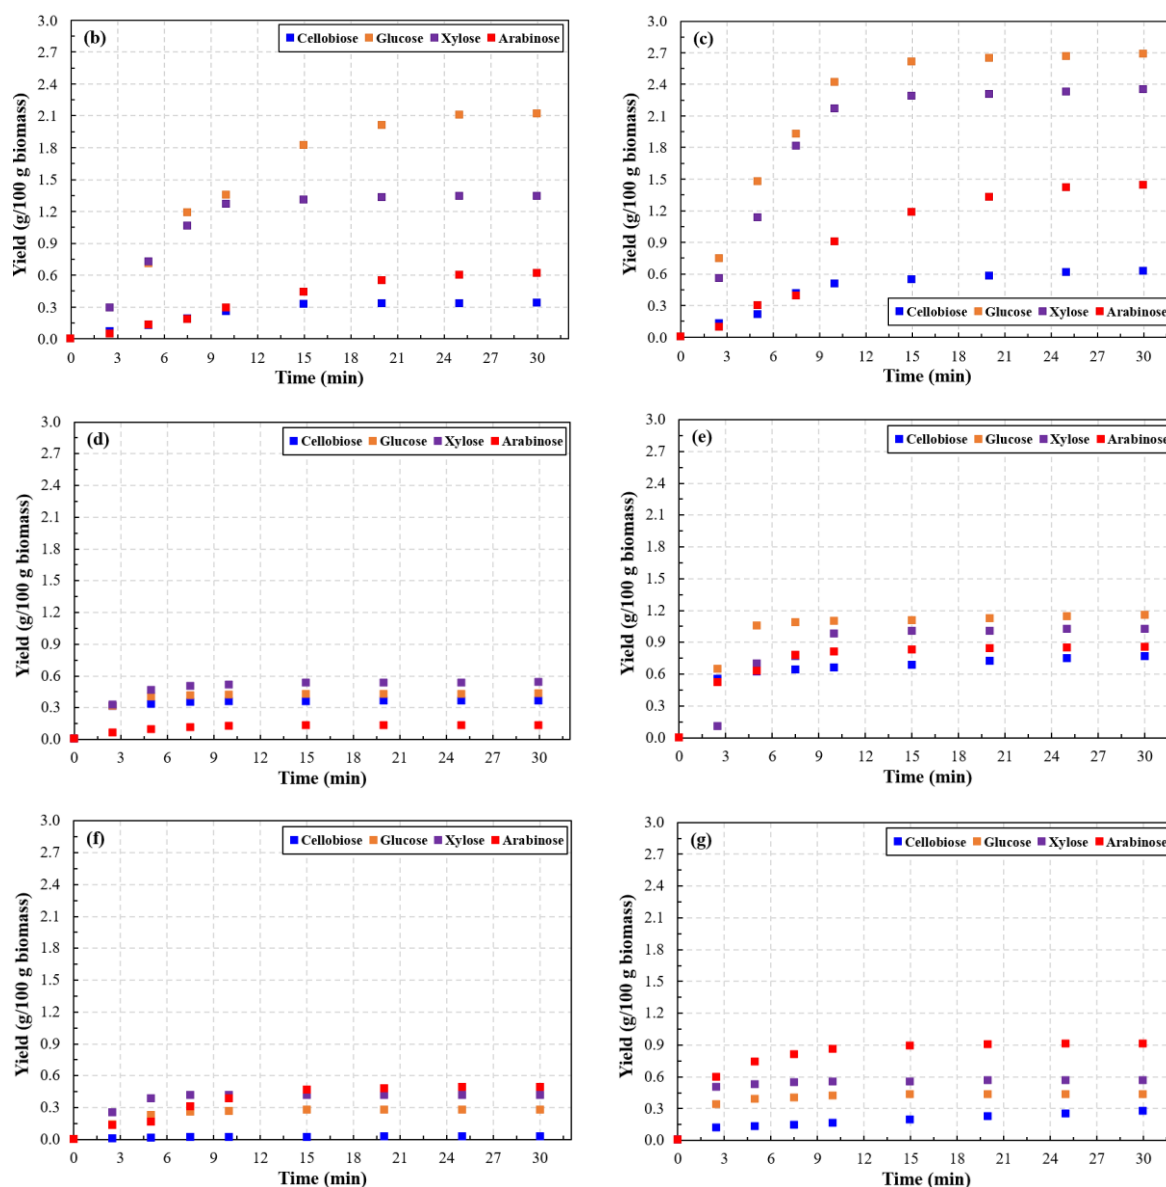 (b)
Cellobiose Glucose Xylose Arabinose
Yield (g/100 g biomass)
3.0
2.7
2.4
2.1
1.8
1.5
1.2
0.9
0.6
0.3
0.0
0 3 6 9 12 15 18 21 24 27 30
Time (min)
(c)
Yield (g/100 g biomass)
3.0
2.7
2.4
2.1
1.8
1.5
1.2
0.9
0.6
0.3
0.0
Cellobiose Glucose Xylose Arabinose
0 3 6 9 12 15 18 21 24 27 30
Time (min)
(d)
Cellobiose Glucose Xylose Arabinose
Yield (g/100 g biomass)
3.0
2.7
2.4
2.1
1.8
1.5
1.2
0.9
0.6
0.3
0.0
0 3 6 9 12 15 18 21 24 27 30
Time (min)
(e)
Cellobiose Glucose Xylose Arabinose
Yield (g/100 g biomass)
3.0
2.7
2.4
2.1
1.8
1.5
1.2
0.9
0.6
0.3
0.0
0 3 6 9 12 15 18 21 24 27 30
Time (min)
(f)
Cellobiose Glucose Xylose Arabinose
Yield (g/100 g biomass)
3.0
2.7
2.4
2.1
1.8
1.5
1.2
0.9
0.6
0.3
0.0
0 3 6 9 12 15 18 21 24 27 30
Time (min)
(g)
Cellobiose Glucose Xylose Arabinose
Yield (g/100 g biomass)
3.0
2.7
2.4
2.1
1.8
1.5
1.2
0.9
0.6
0.3
0.0
0 3 6 9 12 15 18 21 24 27 30
Time (min)